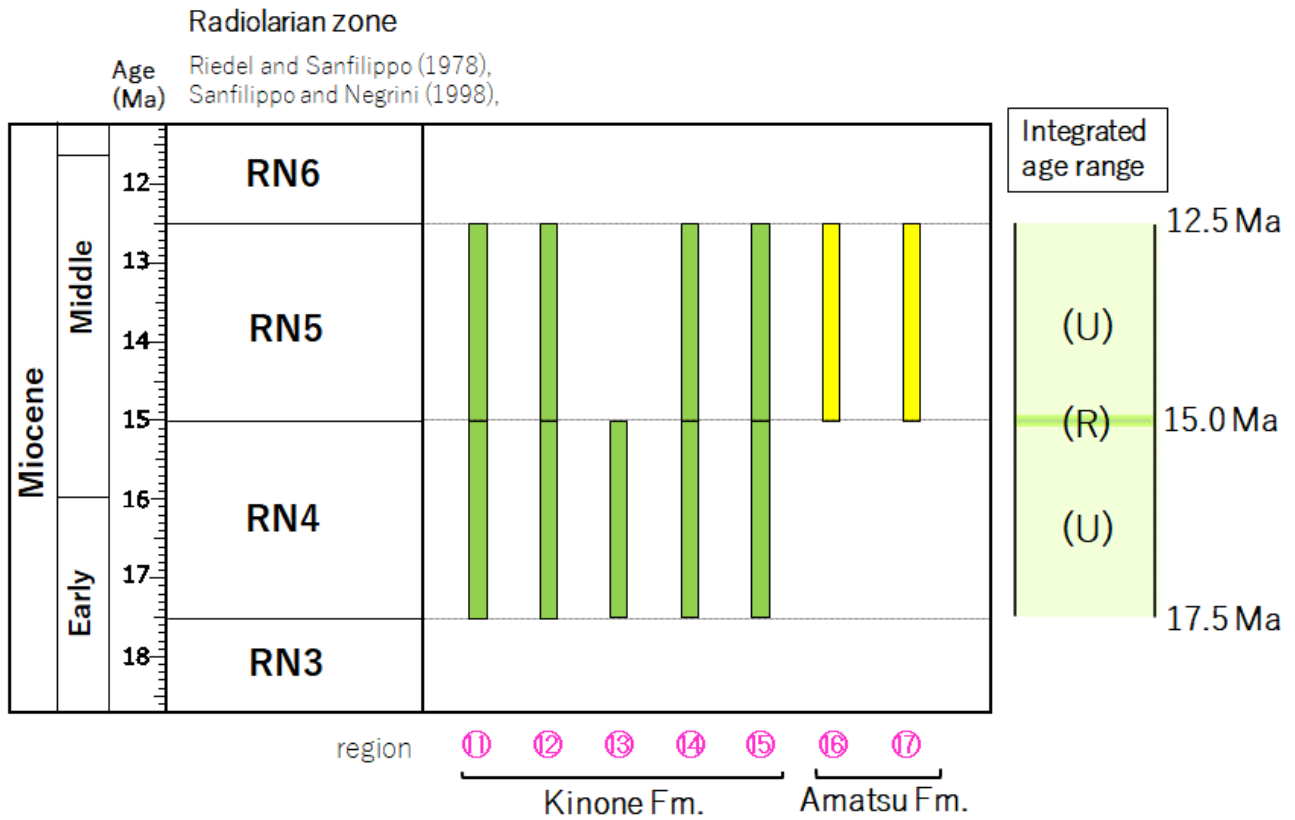 Radiolarian zone
Riedel and Sanfilippo (1978),
Sanfilippo and Negrini (1998),
Age
(Ma)
Miocene
Middle
Early
12
13
14
15
16
17
18
RN6
RN5
RN4
RN3
Integrated
age range
12.5 Ma
(U)
(R)
15.0 Ma
(U)
17.5 Ma
region
⑪ ⑫ ⑬ ⑭ ⑮ ⑯ ⑰
Kinone Fm.
Amatsu Fm.